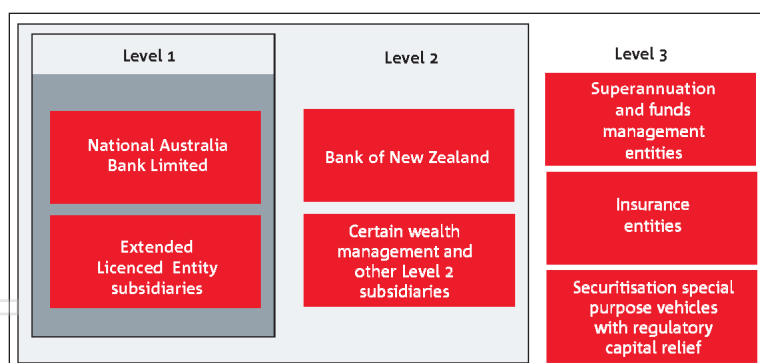 Level 1
National Australia
Bank Limited
Extended
Licenced Entity
subsidiaries
Level 2
Bank of New Zealand
Certain wealth
management and
other Level 2
subsidiaries
Level 3
Superannuation
and funds
management
entities
Insurance
entities
Securitisation special
purpose vehicles
with regulatory
capital relief